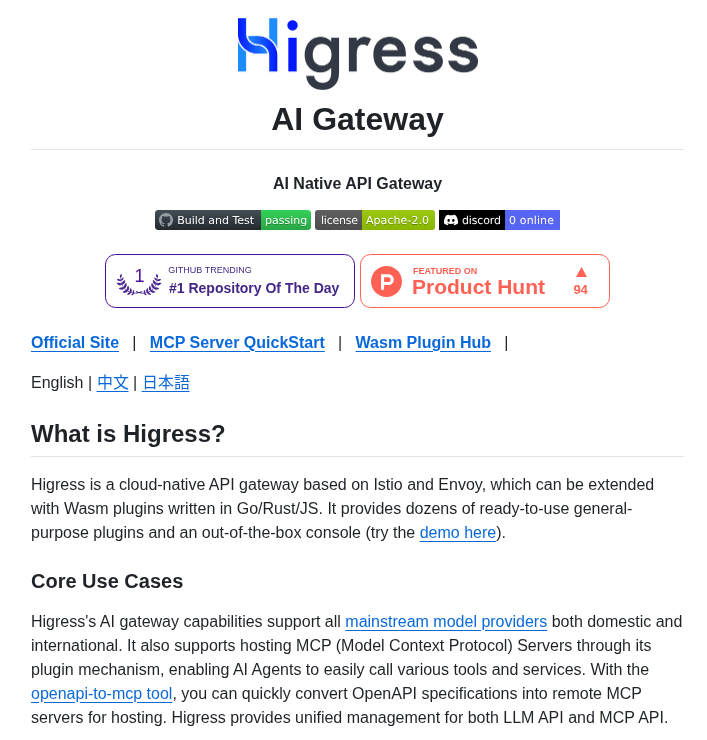 Higress
AI Gateway
AI Native API Gateway
Build and Test passing license Apache-2.0 discord 0 online
1 GITHUB TRENDING
#1 Repository Of The Day
P FEATURED ON
Product Hunt
94
Official Site | MCP Server QuickStart | Wasm Plugin Hub |
English | 中文 | 日本語
What is Higress?
Higress is a cloud-native API gateway based on Istio and Envoy, which can be extended
with Wasm plugins written in Go/Rust/JS. It provides dozens of ready-to-use general-
purpose plugins and an out-of-the-box console (try the demo here).
Core Use Cases
Higress's AI gateway capabilities support all mainstream model providers both domestic and
international. It also supports hosting MCP (Model Context Protocol) Servers through its
plugin mechanism, enabling AI Agents to easily call various tools and services. With the
openapi-to-mcp tool, you can quickly convert OpenAPI specifications into remote MCP
servers for hosting. Higress provides unified management for both LLM API and MCP API.